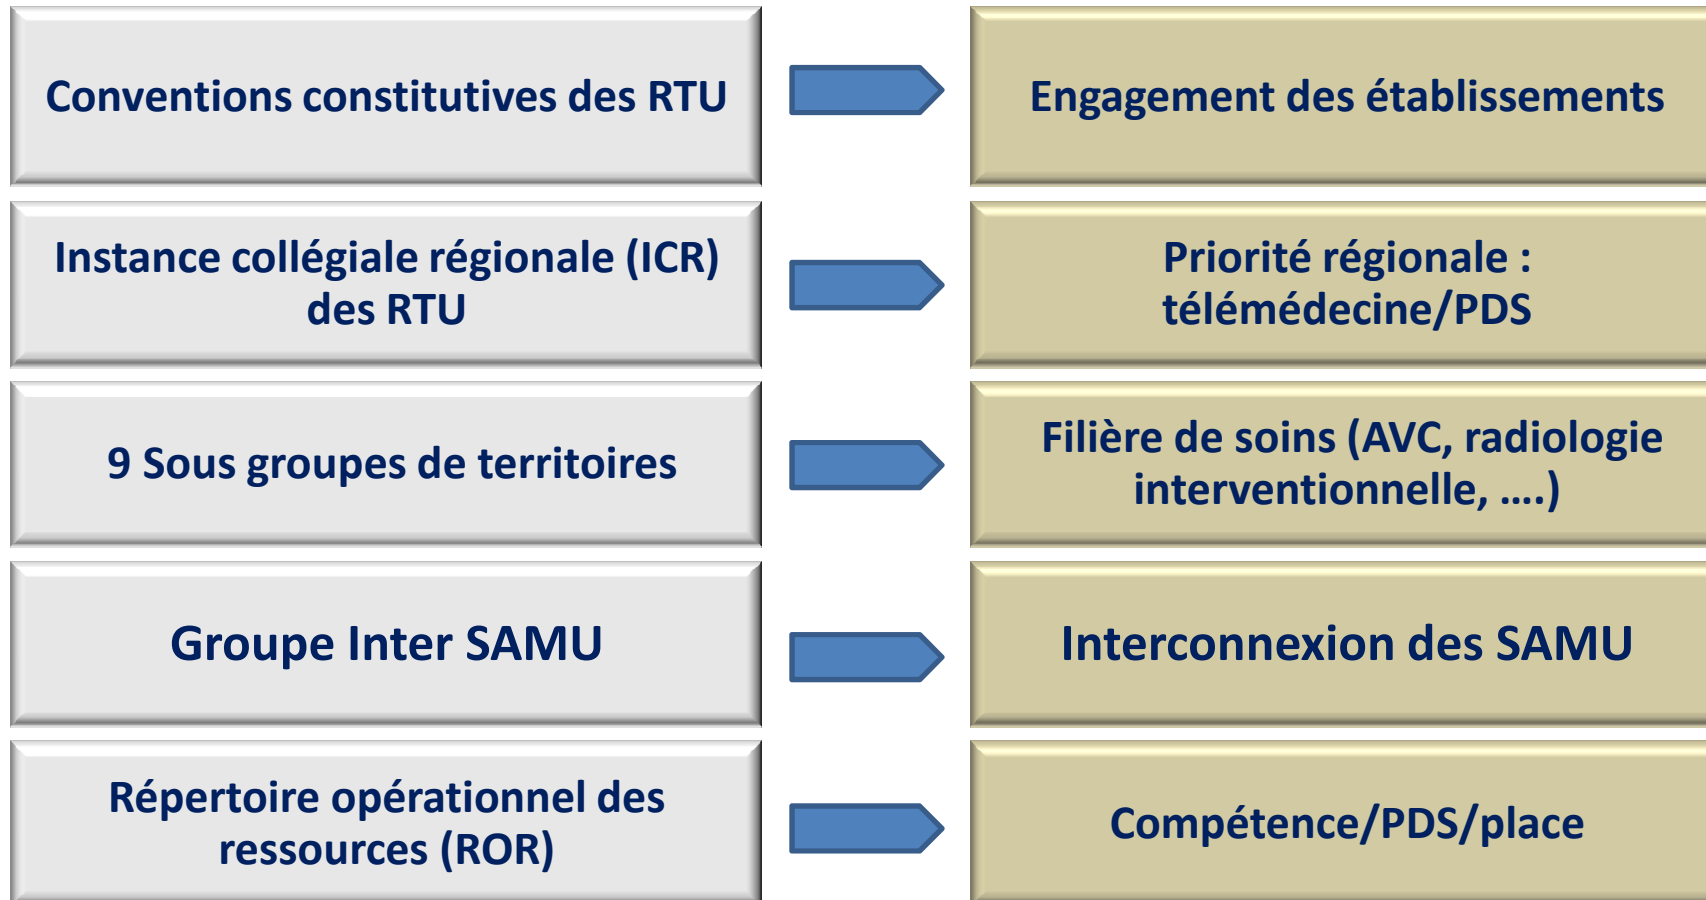 Conventions constitutives des RTU
Engagement des établissements
Instance collégiale régionale (ICR)
des RTU
Priorité régionale :
télémédecine/PDS
9 Sous groupes de territoires
Filière de soins (AVC, radiologie
interventionnelle, ….)
Groupe Inter SAMU
Interconnexion des SAMU
Répertoire opérationnel des
ressources (ROR)
Compétence/PDS/place